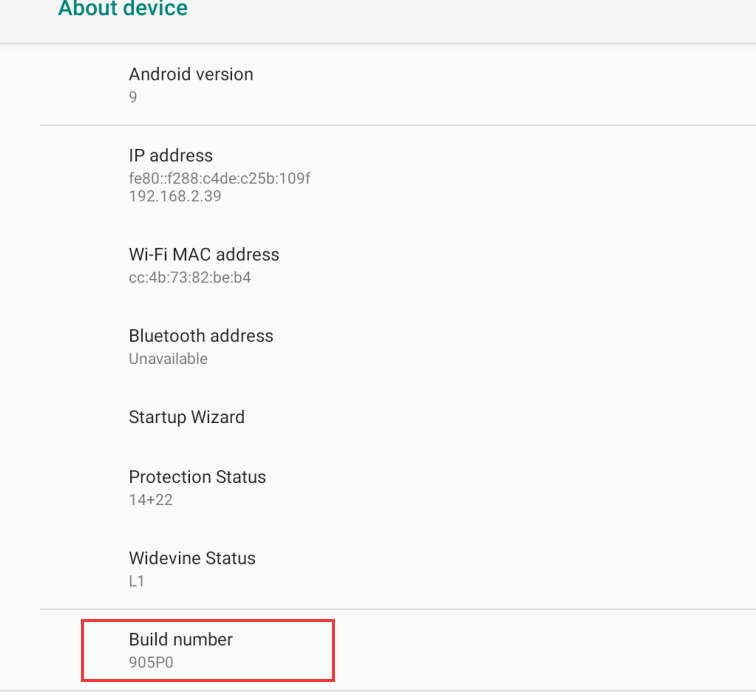 About device
Android version
9
IP address
fe80::f288:c4de:c25b:109f
192.168.2.39
Wi-Fi MAC address
cc:4b:73:82:be:b4
Bluetooth address
Unavailable
Startup Wizard
Protection Status
14+22
Widevine Status
L1
Build number
905P0